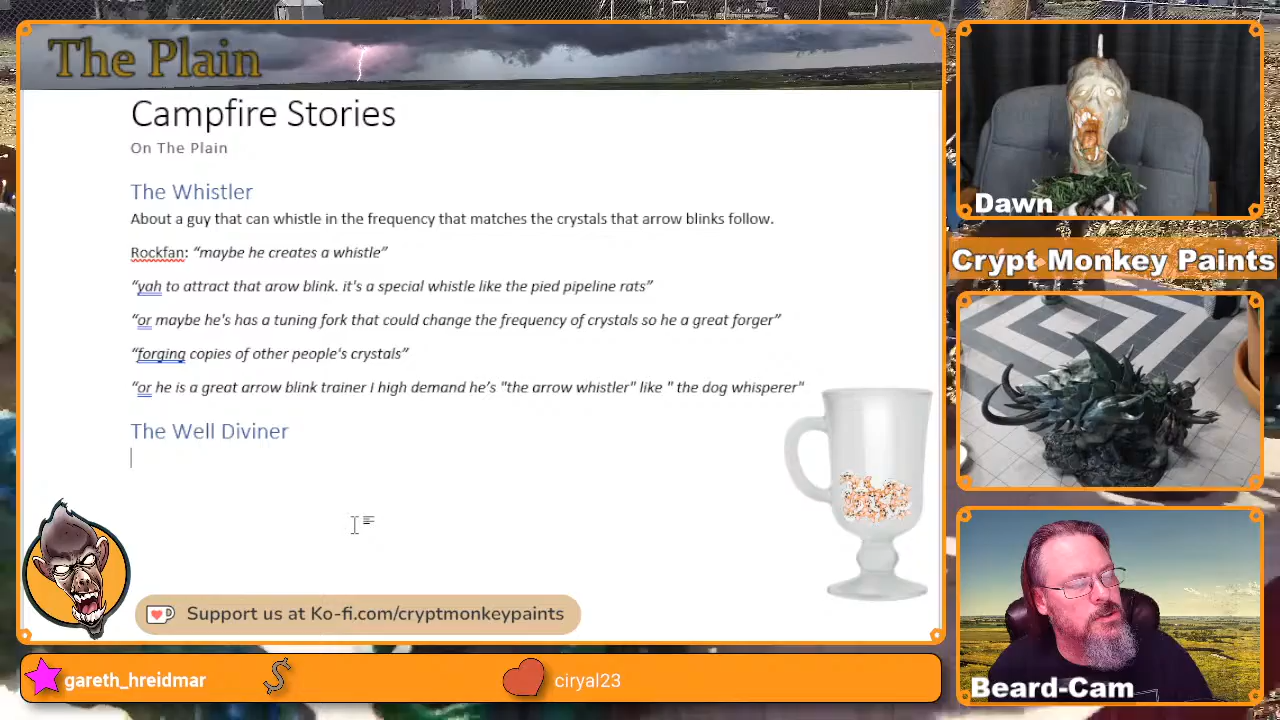 The Plain
Campfire Stories
On The Plain
The Whistler
About a guy that can whistle in the frequency that matches the crystals that arrow blinks follow.
Rockfan: “maybe he creates a whistle”
“yah to attract that arow blink. it's a special whistle like the pied pipeline rats”
“or maybe he's has a tuning fork that could change the frequency of crystals so he a great forger”
“forging copies of other people's crystals”
“or he is a great arrow blink trainer I high demand he’s "the arrow whistler" like " the dog whisperer"
The Well Diviner
Support us at Ko-fi.com/cryptmonkeypaints
gareth_hreidmar
$
ciryal23
Dawn
Crypt Monkey Paints
Beard-Cam